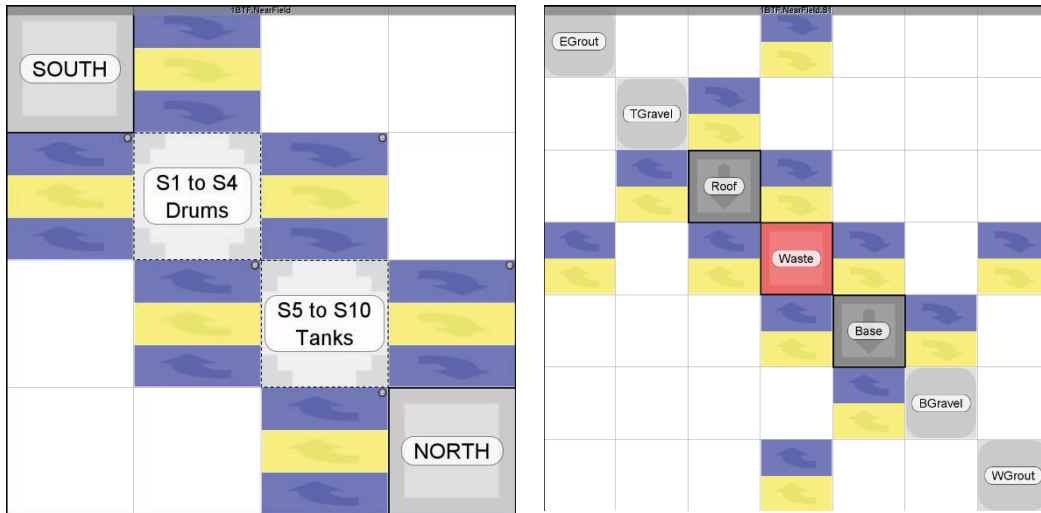 1BTF.NearField
SOUTH
S1 to S4
Drums
S5 to S10
Tanks
NORTH
1BTF.NearField.S1
EGrout
TGravel
Roof
Waste
Base
BGravel
WGrout